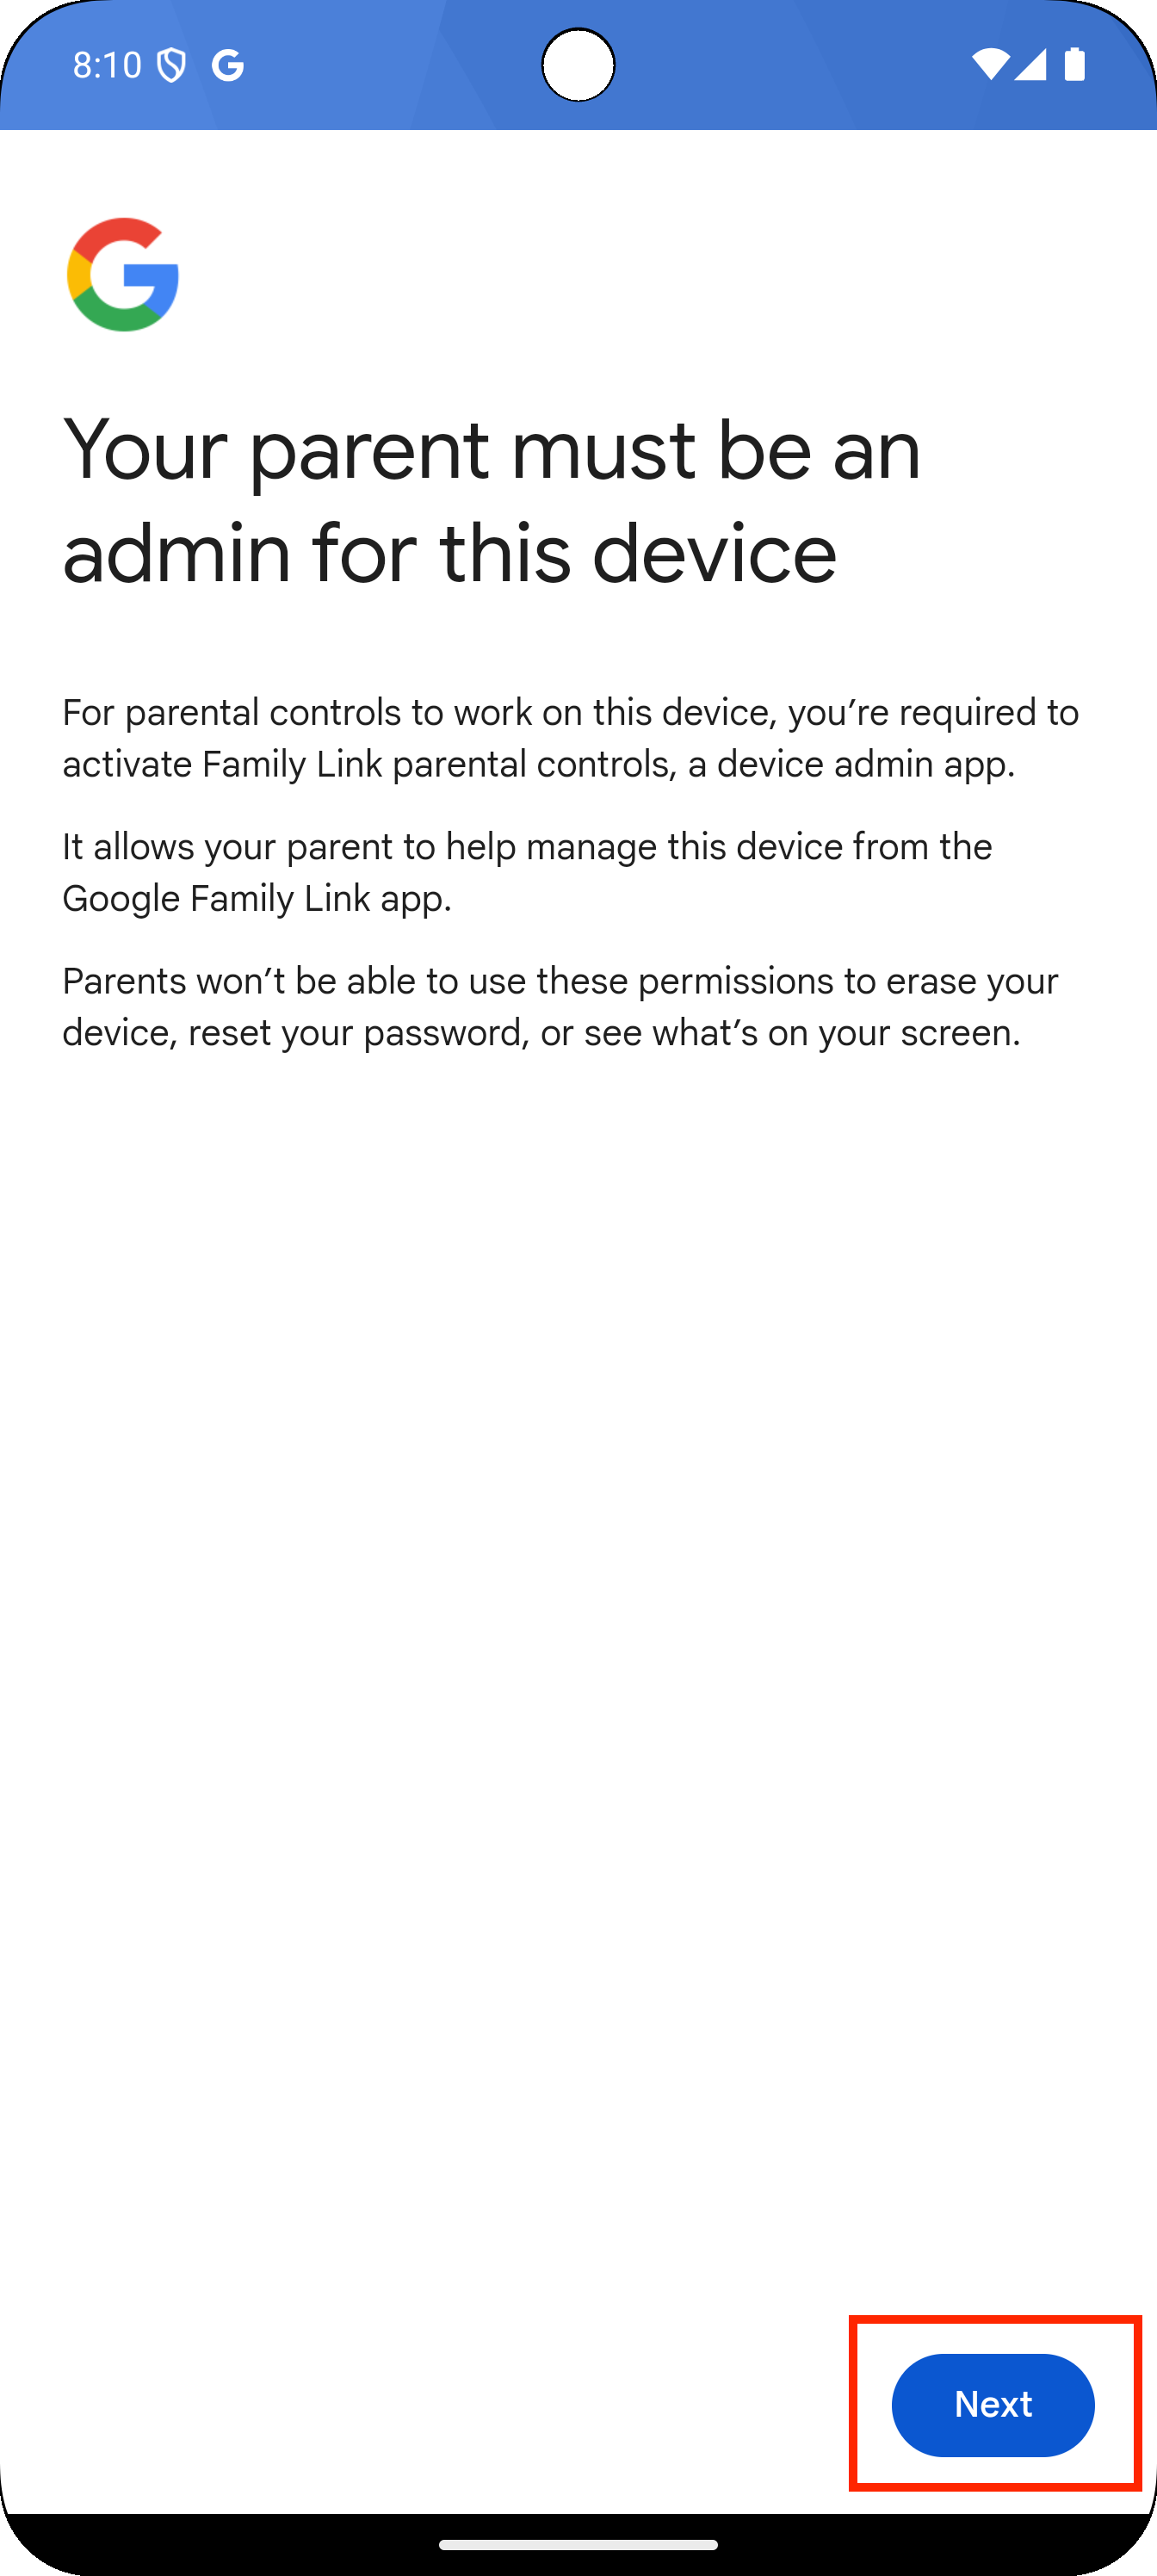 8:10
Your parent must be an
admin for this device
For parental controls to work on this device, you’re required to
activate Family Link parental controls, a device admin app.
It allows your parent to help manage this device from the
Google Family Link app.
Parents won’t be able to use these permissions to erase your
device, reset your password, or see what’s on your screen.
Next